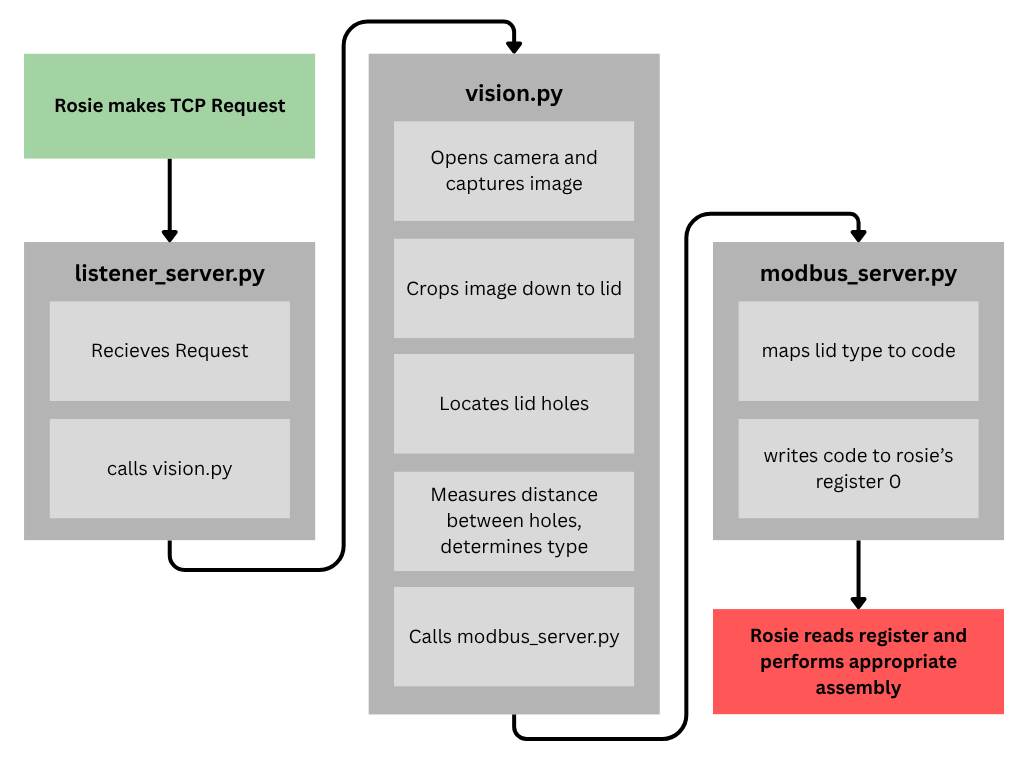 Rosie makes TCP Request
listener_server.py
Recieves Request
calls vision.py
vision.py
Opens camera and
captures image
Crops image down to lid
Locates lid holes
Measures distance
between holes,
determines type
Calls modbus_server.py
modbus_server.py
maps lid type to code
writes code to rosie’s
register 0
Rosie reads register and
performs appropriate
assembly